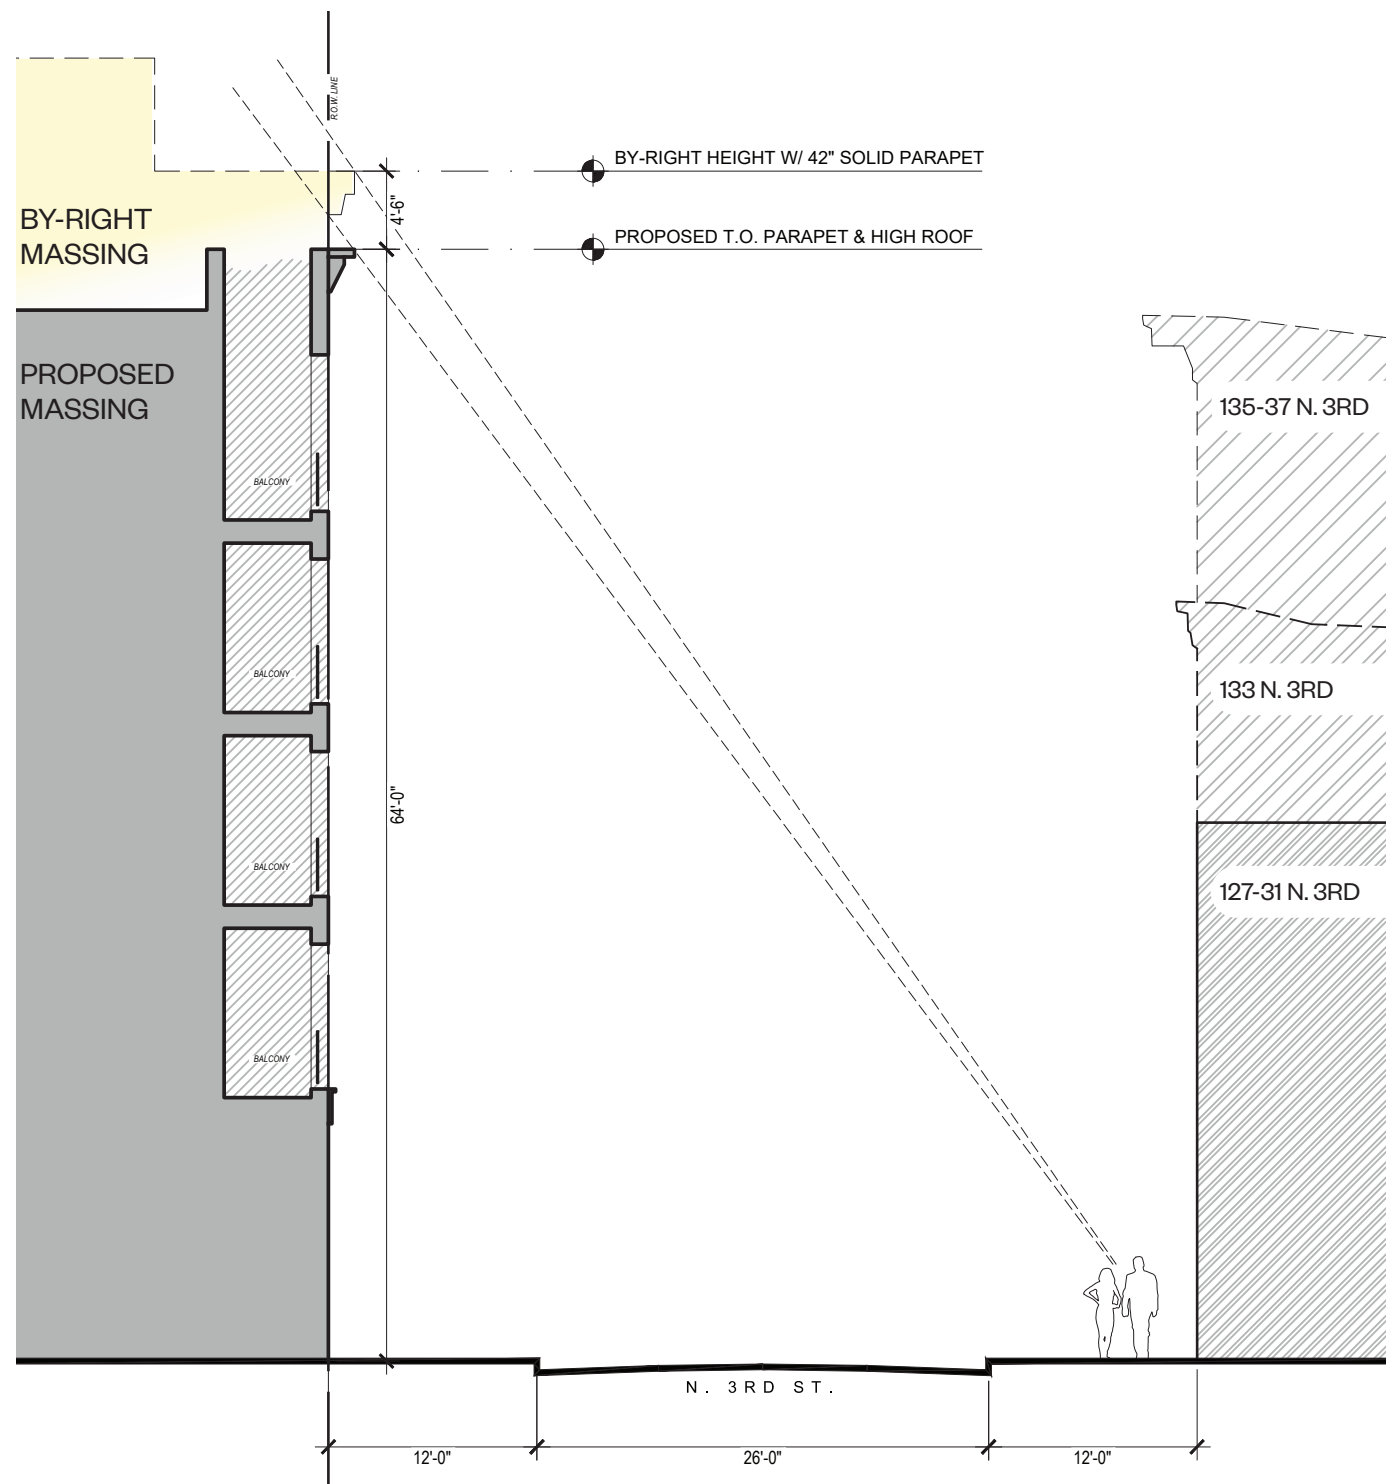 R.O.W. LINE
BY-RIGHT HEIGHT W/ 42" SOLID PARAPET
4'-6"
BY-RIGHT
MASSING
PROPOSED T.O. PARAPET & HIGH ROOF
PROPOSED
MASSING
135-37 N. 3RD
BALCONY
BALCONY
133 N. 3RD
64'-0"
BALCONY
127-31 N. 3RD
BALCONY
N. 3RD ST.
12'-0"
26'-0"
12'-0"